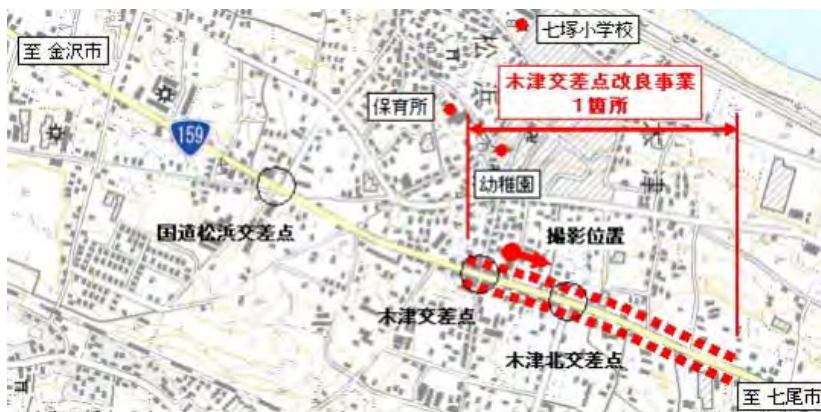 七塚小学校
至 金沢市
木津交差点改良事業
1箇所
保育所
159
幼稚園
国道松浜交差点
撮影位置
木津交差点
木津北交差点
至 七尾市